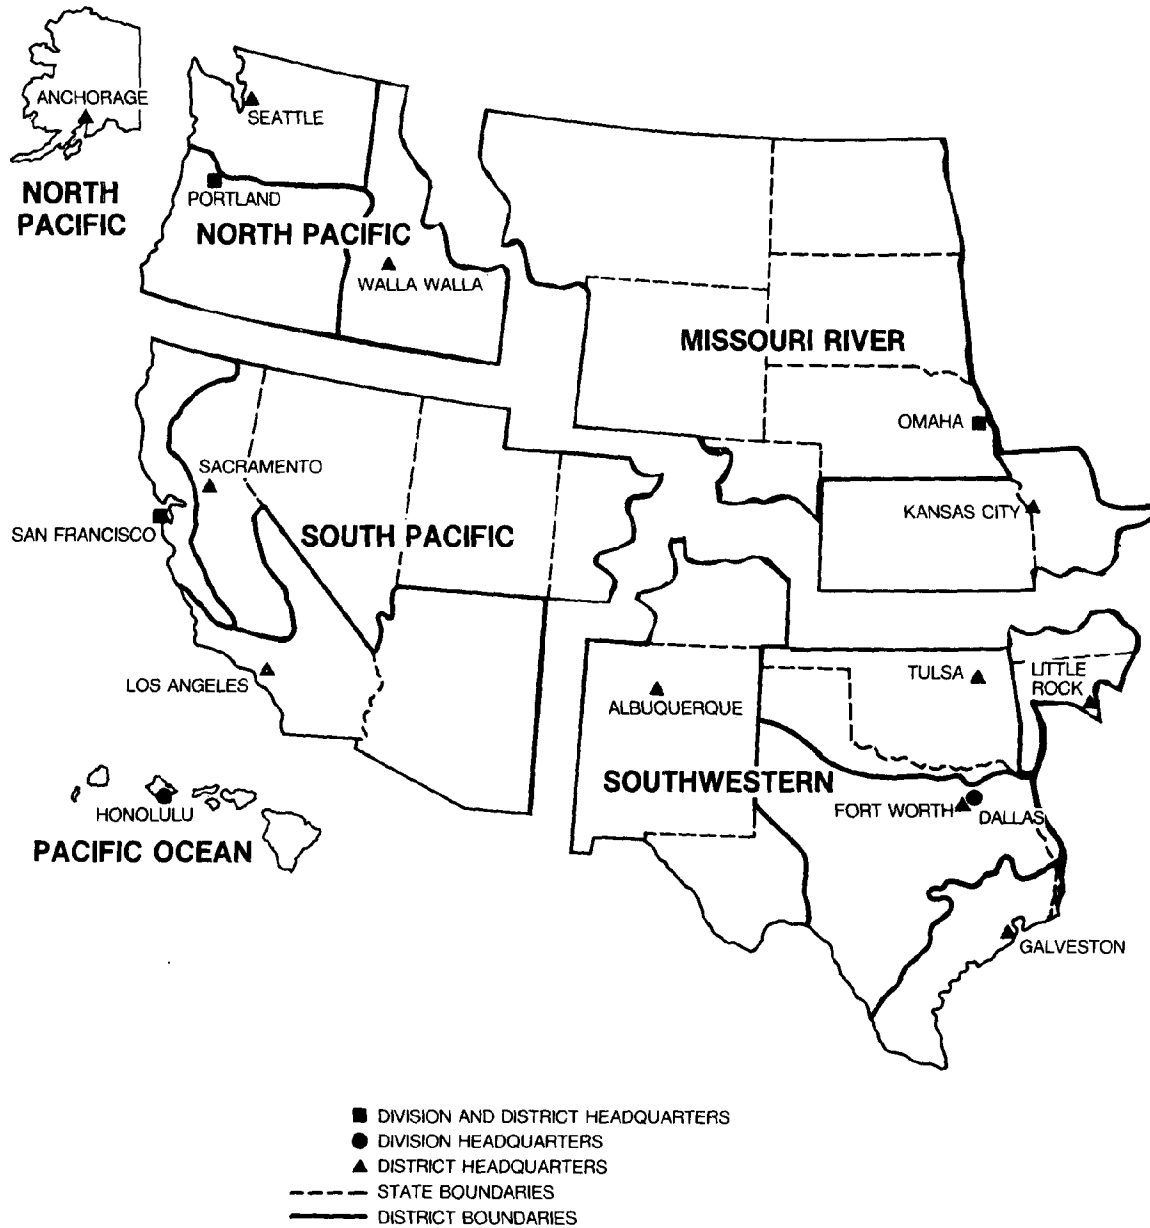 ANCHORAGE
SEATTLE
NORTH
PACIFIC
PORTLAND
NORTH PACIFIC
WALLA WALLA
MISSOURI RIVER
OMAHA
SACRAMENTO
KANSAS CITY
SAN FRANCISCO
SOUTH PACIFIC
LOS ANGELES
ALBUQUERQUE
TULSA
LITTLE
ROCK
SOUTHWESTERN
HONOLULU
FORT WORTH
DALLAS
PACIFIC OCEAN
GALVESTON
DIVISION AND DISTRICT HEADQUARTERS
DIVISION HEADQUARTERS
DISTRICT HEADQUARTERS
STATE BOUNDARIES
DISTRICT BOUNDARIES